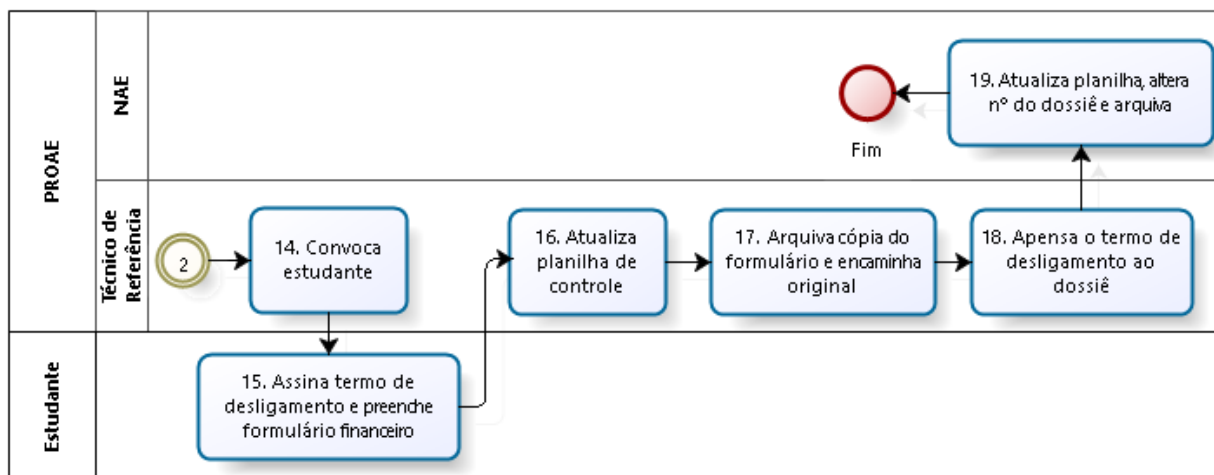 PROAE
NAE
19. Atualiza planilha, altera
nº do dossiê e arquiva
Fim
Técnico de
Referência
2
14. Convoca
estudante
16. Atualiza
planilha de
controle
17. Arquiva cópia do
formulário e encaminha
original
18. Apensa o termo de
desligamento ao
dossiê
Estudante
15. Assina termo de
desligamento e preenche
formulário financeiro